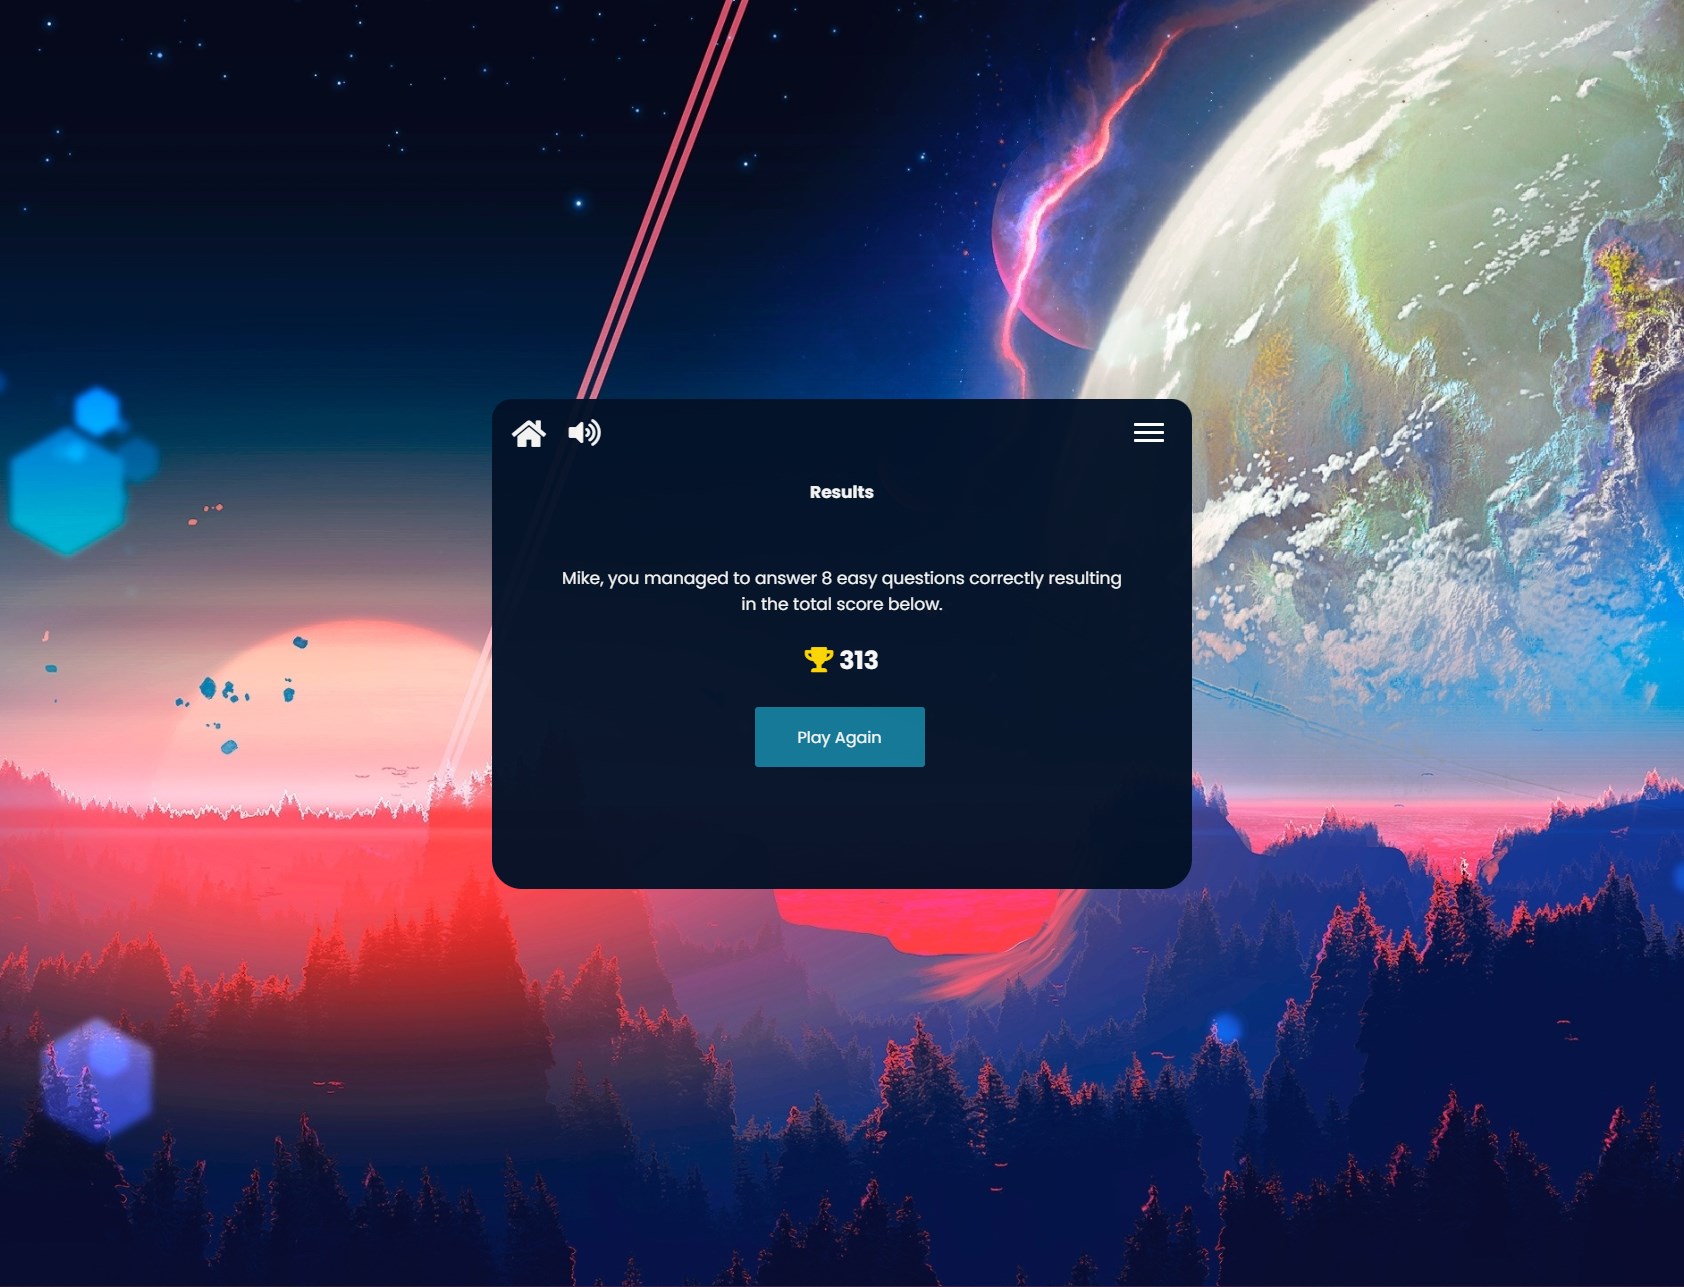 Results
Mike, you managed to answer 8 easy questions correctly resulting
in the total score below.
313
Play Again